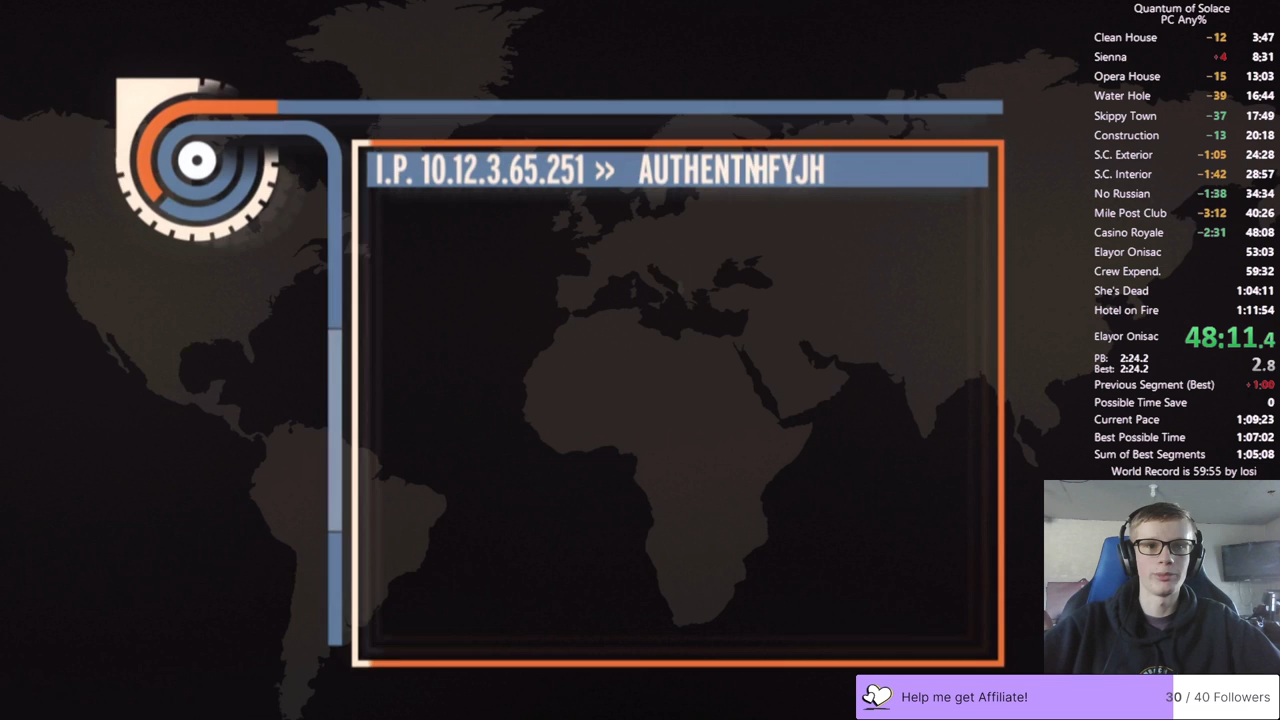 I.P. 10.12.3.65.251 >> AUTHENTNHFYJH
Quantum of Solace
PC Any%
Clean House −12 3:47
Sienna +4 8:31
Opera House −15 13:03
Water Hole −39 16:44
Skippy Town −37 17:49
Construction −13 20:18
S.C. Exterior −1:05 24:28
S.C. Interior −1:42 28:57
No Russian −1:38 34:34
Mile Post Club −3:12 40:26
Casino Royale −2:31 48:08
Elayor Onisac 53:03
Crew Expend. 59:32
She's Dead 1:04:11
Hotel on Fire 1:11:54
Elayor Onisac 48:11.4
PB: 2:24.2 2.8
Best: 2:24.2
Previous Segment (Best) +1:00
Possible Time Save 0
Current Pace 1:09:23
Best Possible Time 1:07:02
Sum of Best Segments 1:05:08
World Record is 59:55 by losi
Help me get Affiliate! 30 / 40 Followers